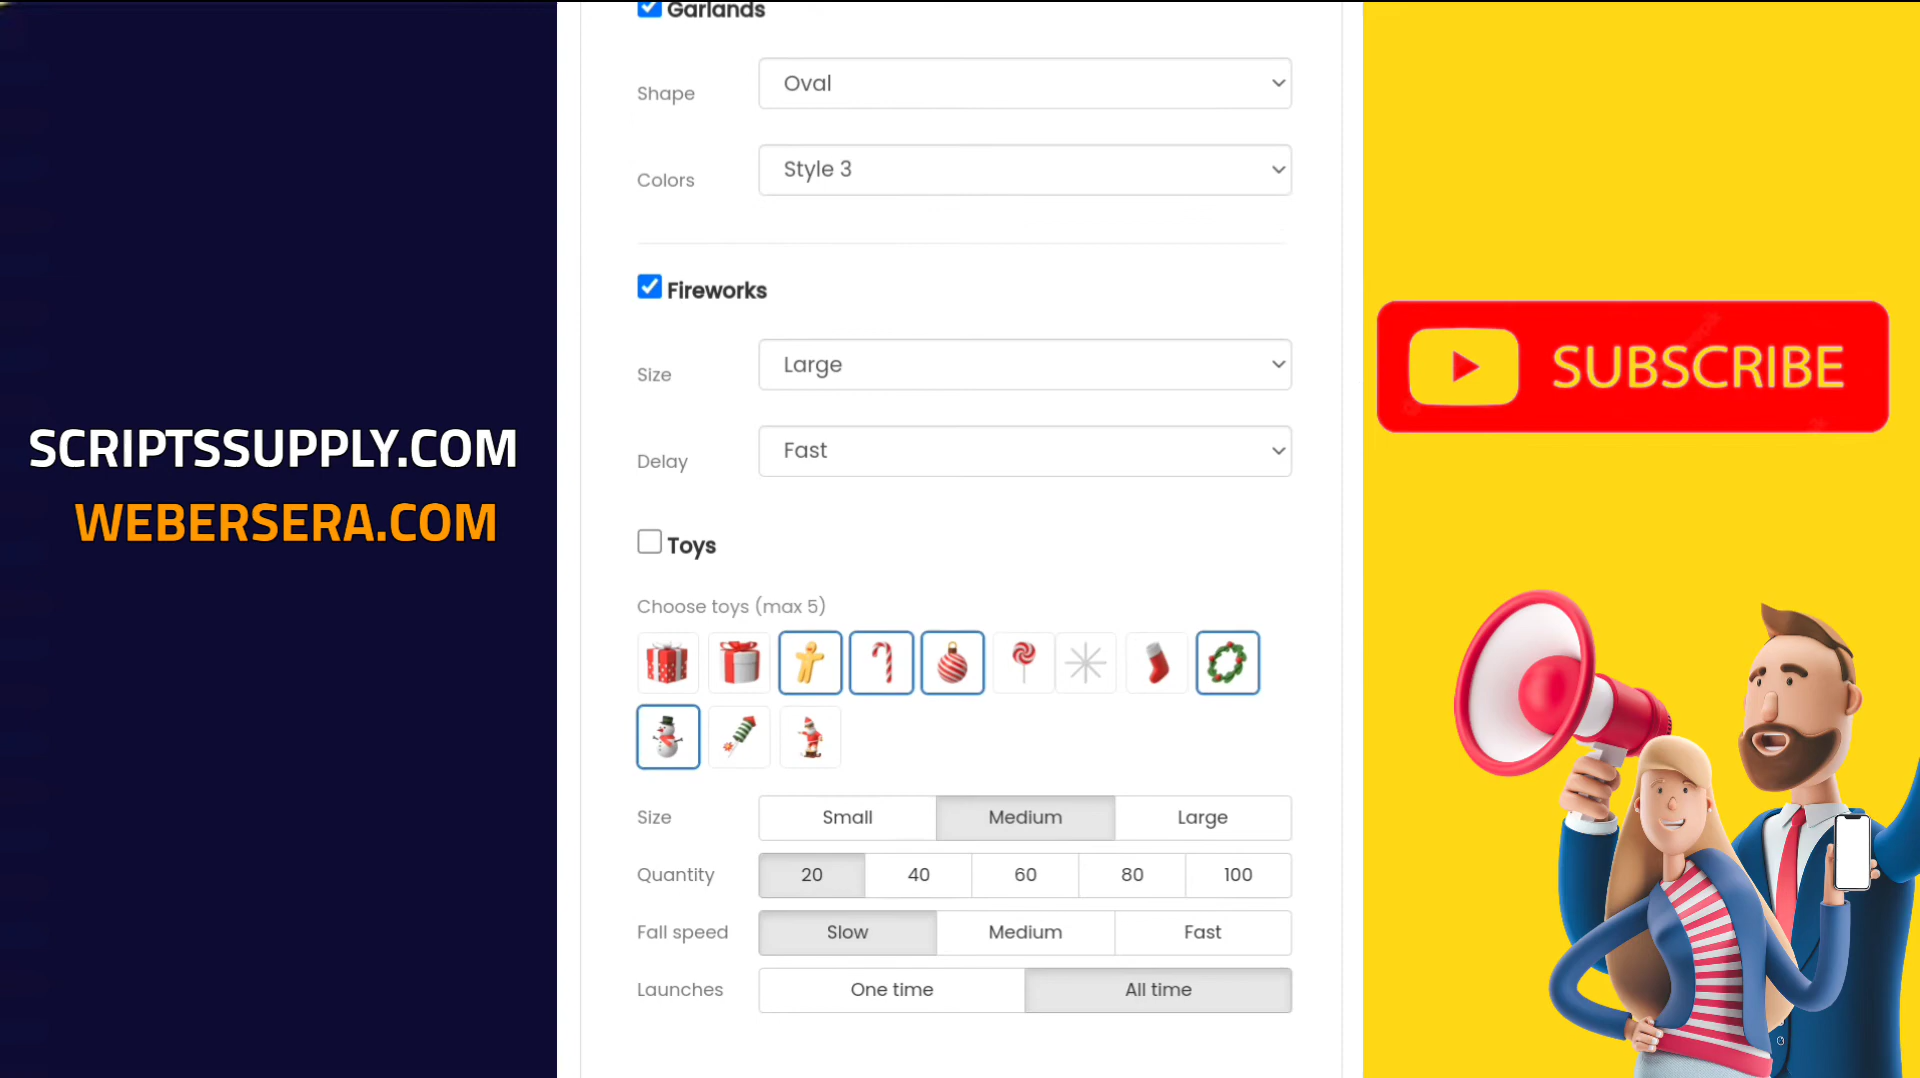 Garlands
Shape
Oval
Colors
Style 3
Fireworks
Size
Large
Delay
Fast
Toys
Choose toys (max 5)
Size
Small
Medium
Large
Quantity
20
40
60
80
100
Fall speed
Slow
Medium
Fast
Launches
One time
All time
SCRIPTSSUPPLY.COM
WEBERSERA.COM
SUBSCRIBE